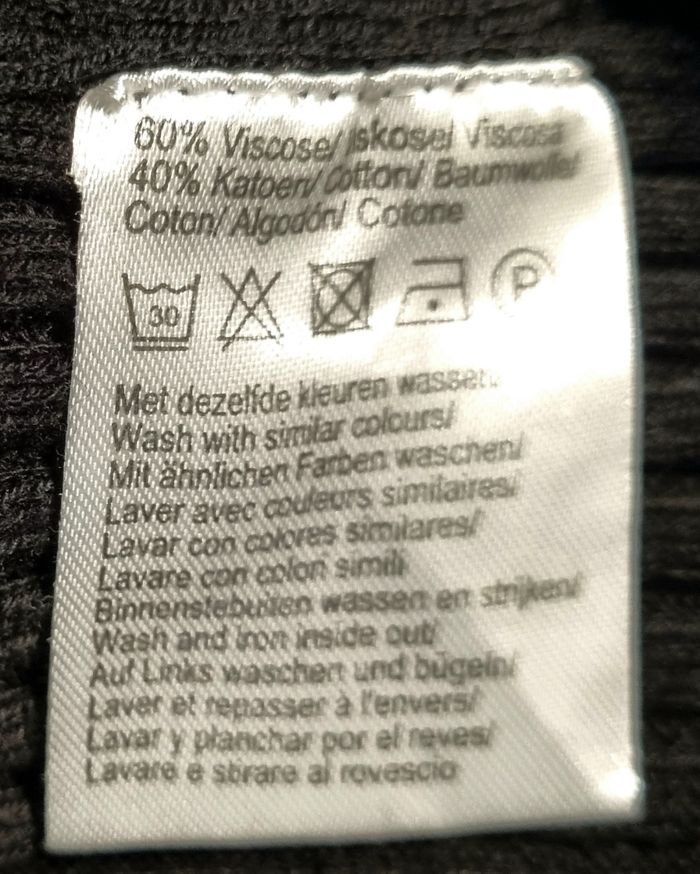 60% Viscose/ Iskose/ Viscosa
40% Katoen/ Cotton/ Baumwolle/
Coton/ Algodón/ Cotone
30 P
Met dezelfde kleuren wassen/
Wash with similar colours/
Mit ähnlichen Farben waschen/
Laver avec couleurs similaires/
Lavar con colores similares/
Lavare con colori simili
Binnenstebuiten wassen en strijken/
Wash and iron inside out/
Auf Links waschen und bügeln/
Laver et repasser à l'envers/
Lavar y planchar por el reves/
Lavare e stirare al rovescio